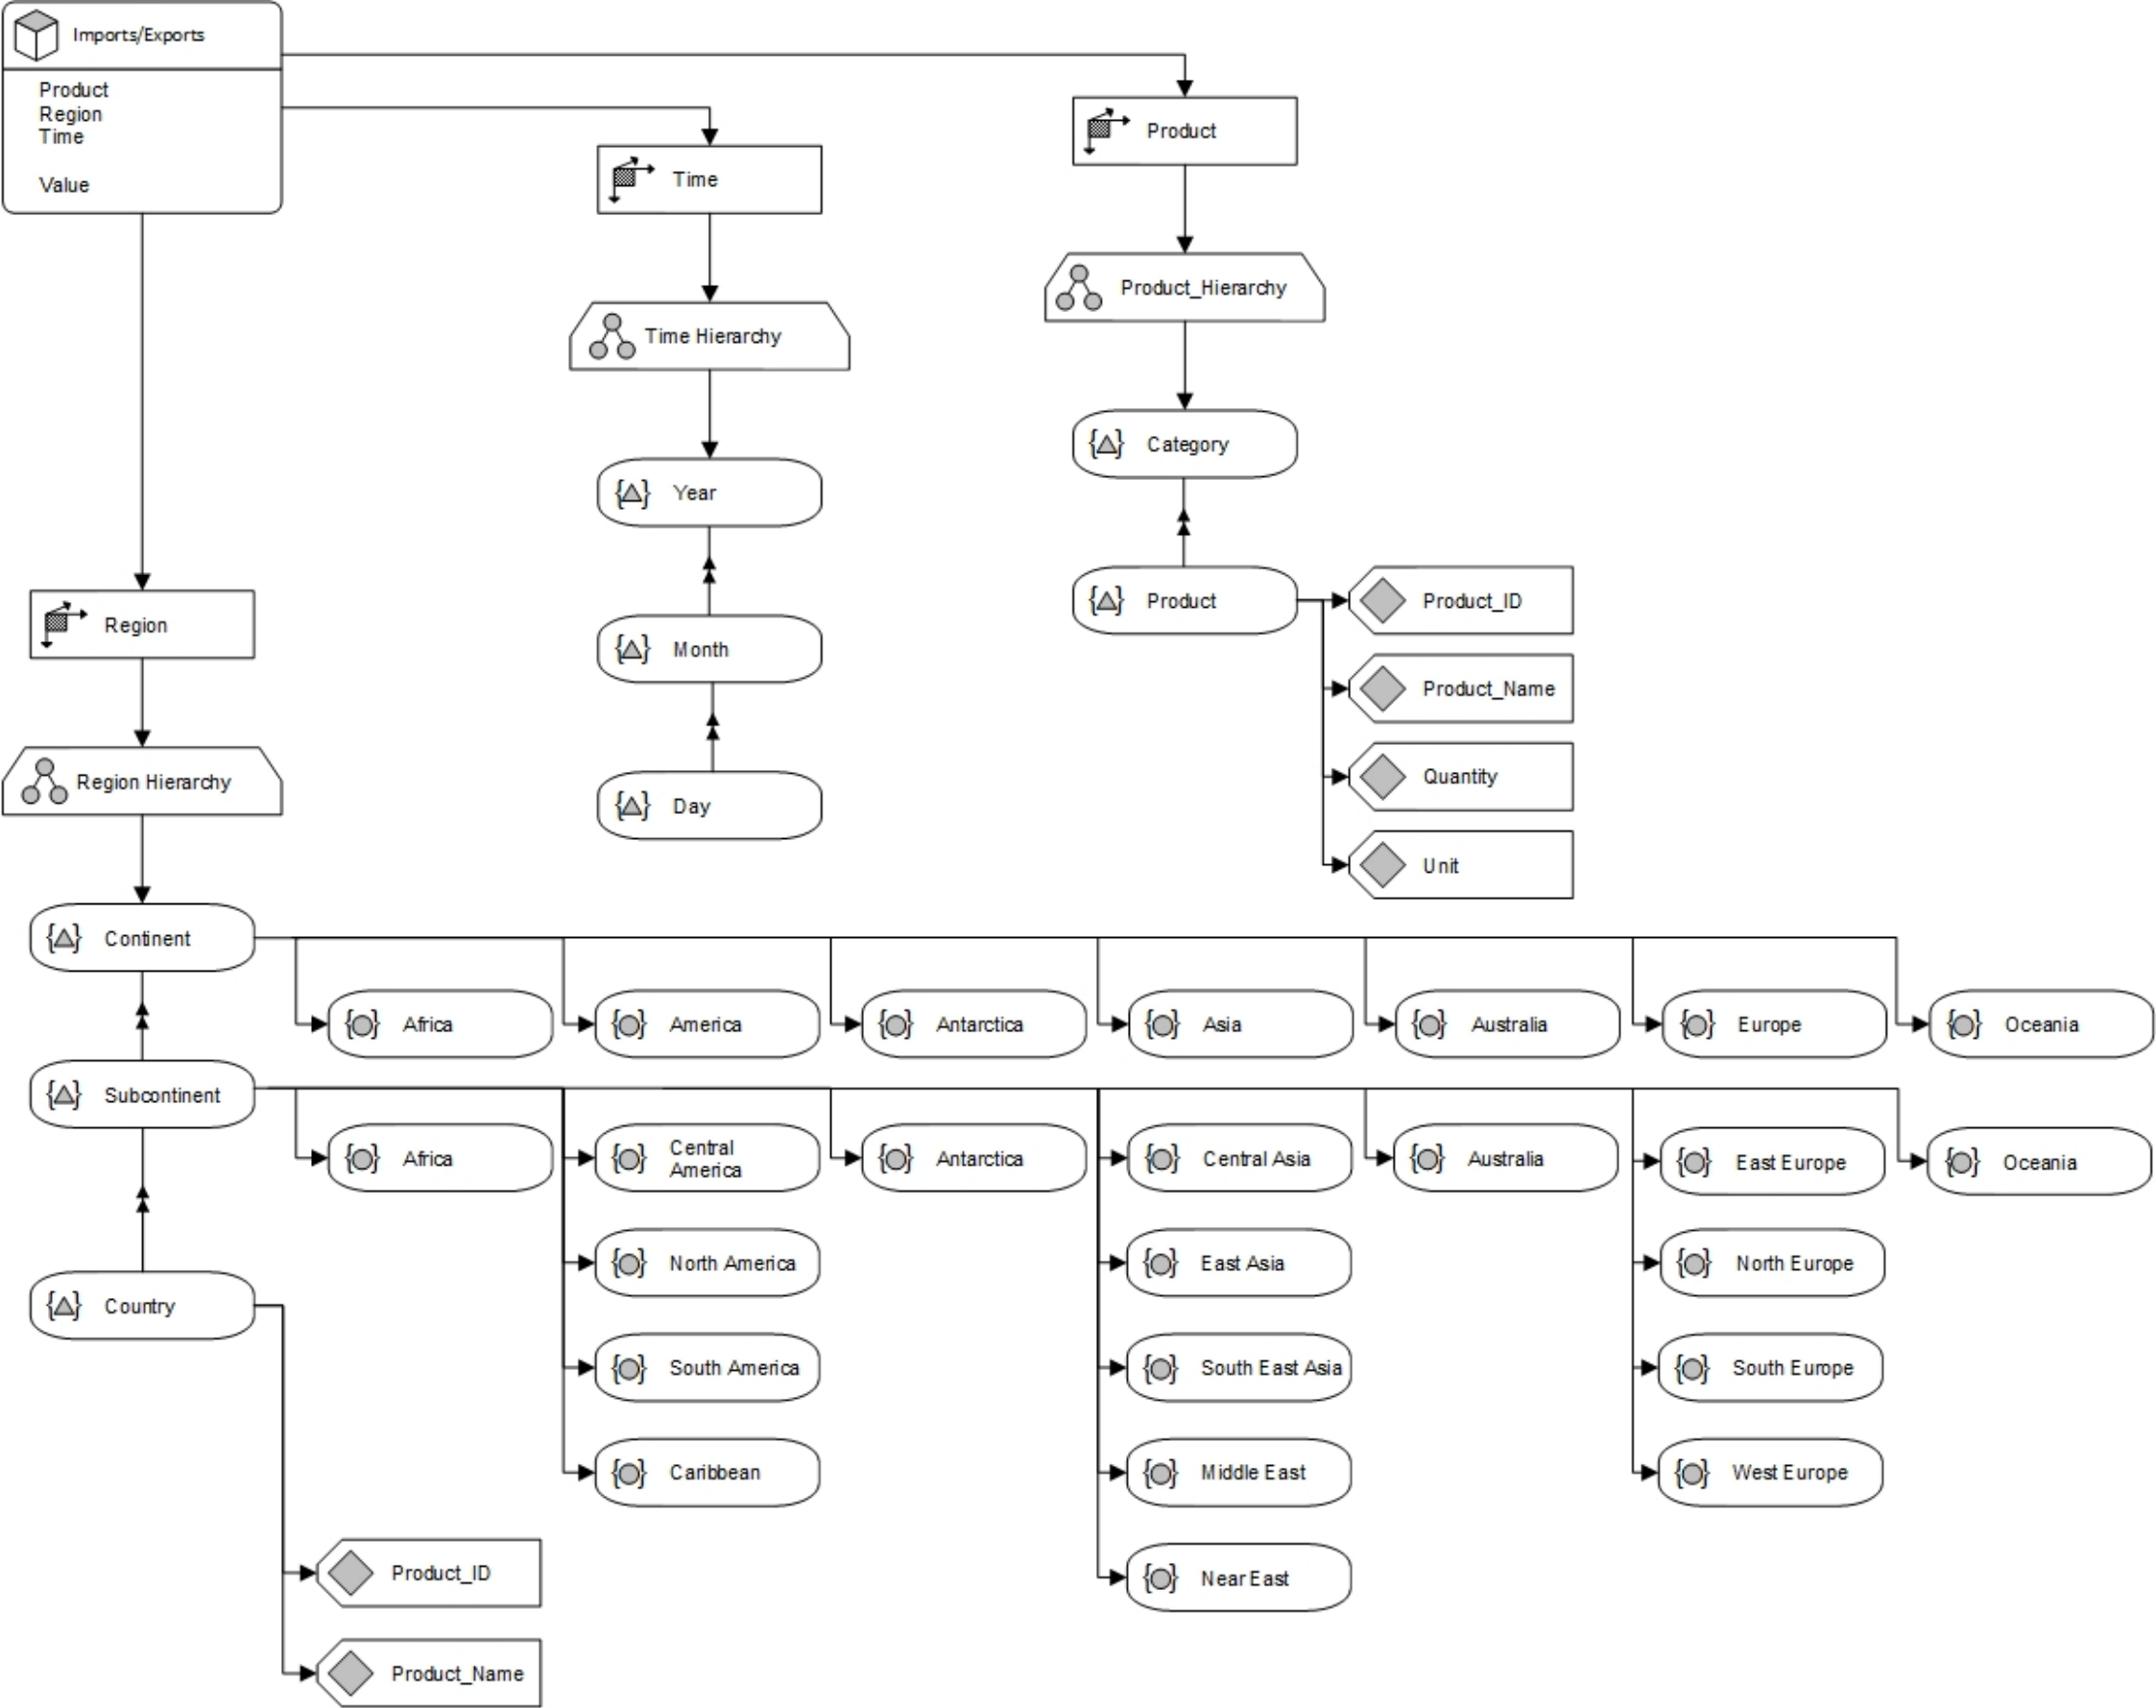 Imports/Exports
Product
Region
Time
Value
Product
Time
Product_Hierarchy
Time Hierarchy
Category
Year
Product
Product_ID
Region
Month
Product_Name
Region Hierarchy
Quantity
Day
Unit
Continent
Africa
America
Antarctica
Asia
Australia
Europe
Oceania
Subcontinent
Africa
Central
America
Antarctica
Central Asia
Australia
East Europe
Oceania
North America
East Asia
North Europe
Country
South America
South East Asia
South Europe
Caribbean
Middle East
West Europe
Product_ID
Near East
Product_Name